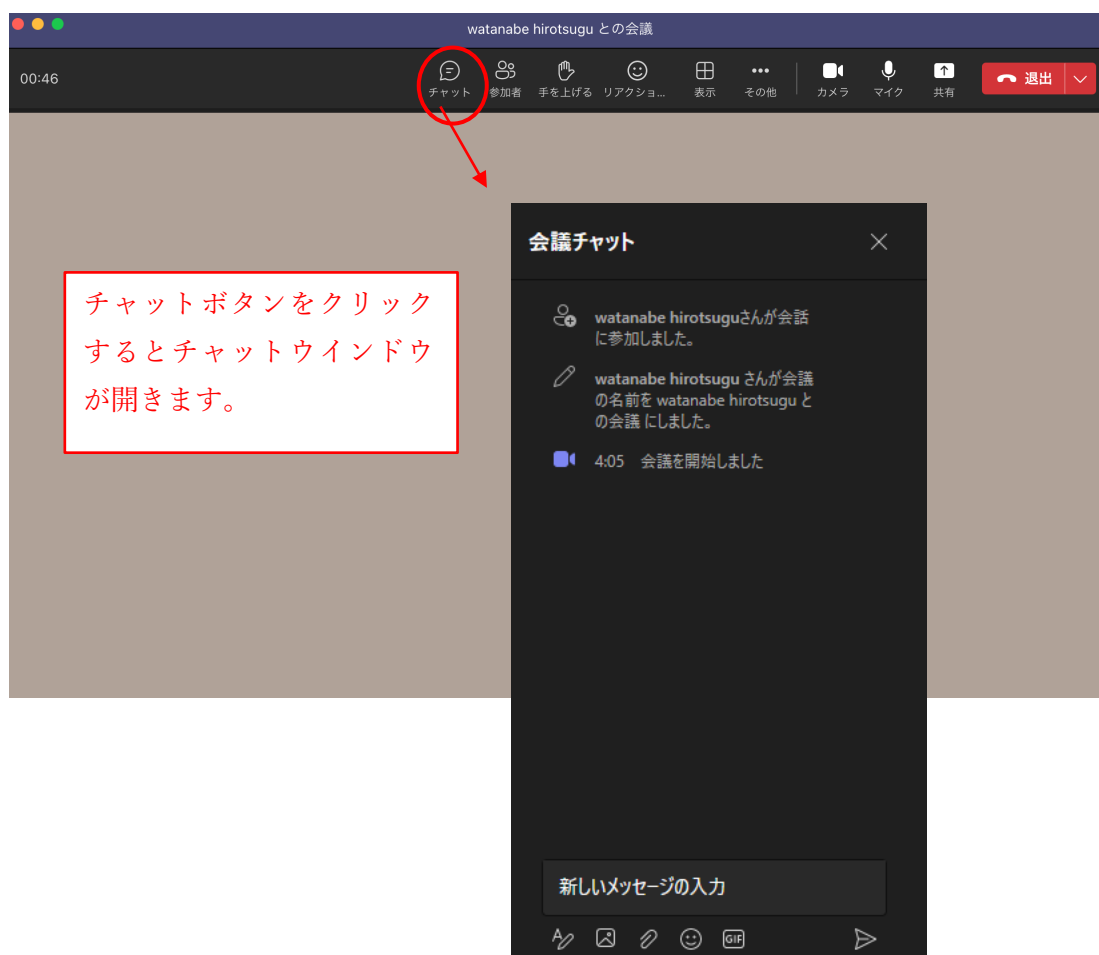 watanabe hirotsugu との会議
00:46
チャット 参加者 手を上げる リアクショ... 表示 その他 カメラ マイク 共有 退出
会議チャット
チャットボタンをクリック
するとチャットウインドウ
が開きます。
watanabe hirotsuguさんが会話
に参加しました。
watanabe hirotsugu さんが会議
の名前を watanabe hirotsugu と
の会議 にしました。
4:05 会議を開始しました
新しいメッセージの入力
GIF